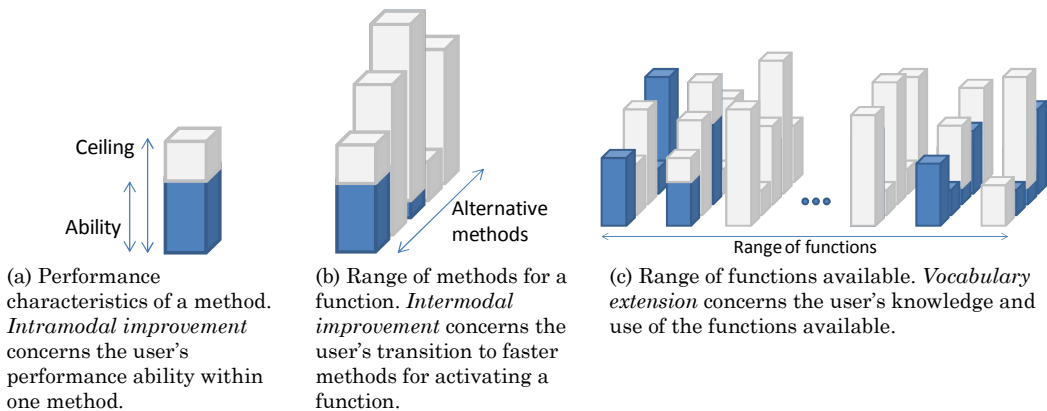 Ceiling
Ability
(a) Performance
characteristics of a method.
Intramodal improvement
concerns the user's
performance ability within
one method.
Alternative
methods
(b) Range of methods for a
function. Intermodal
improvement concerns the
user's transition to faster
methods for activating a
function.
Range of functions
(c) Range of functions available. Vocabulary
extension concerns the user's knowledge and
use of the functions available.